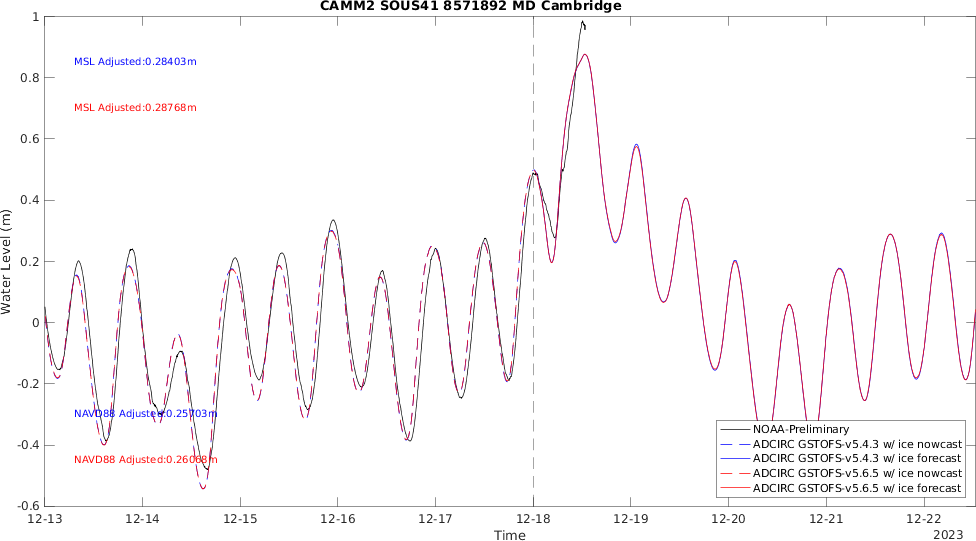 CAMM2 SOUS41 8571892 MD Cambridge
1
0.8
0.6
0.4
0.2
0
-0.2
-0.4
-0.6
Water Level (m)
MSL Adjusted:0.28403m
MSL Adjusted:0.28768m
NAVD88 Adjusted:0.25703m
NAVD88 Adjusted:0.26068m
NOAA-Preliminary
ADCIRC GSTOFS-v5.4.3 w/ ice nowcast
ADCIRC GSTOFS-v5.4.3 w/ ice forecast
ADCIRC GSTOFS-v5.6.5 w/ ice nowcast
ADCIRC GSTOFS-v5.6.5 w/ ice forecast
12-13 12-14 12-15 12-16 12-17 12-18 12-19 12-20 12-21 12-22
Time
2023